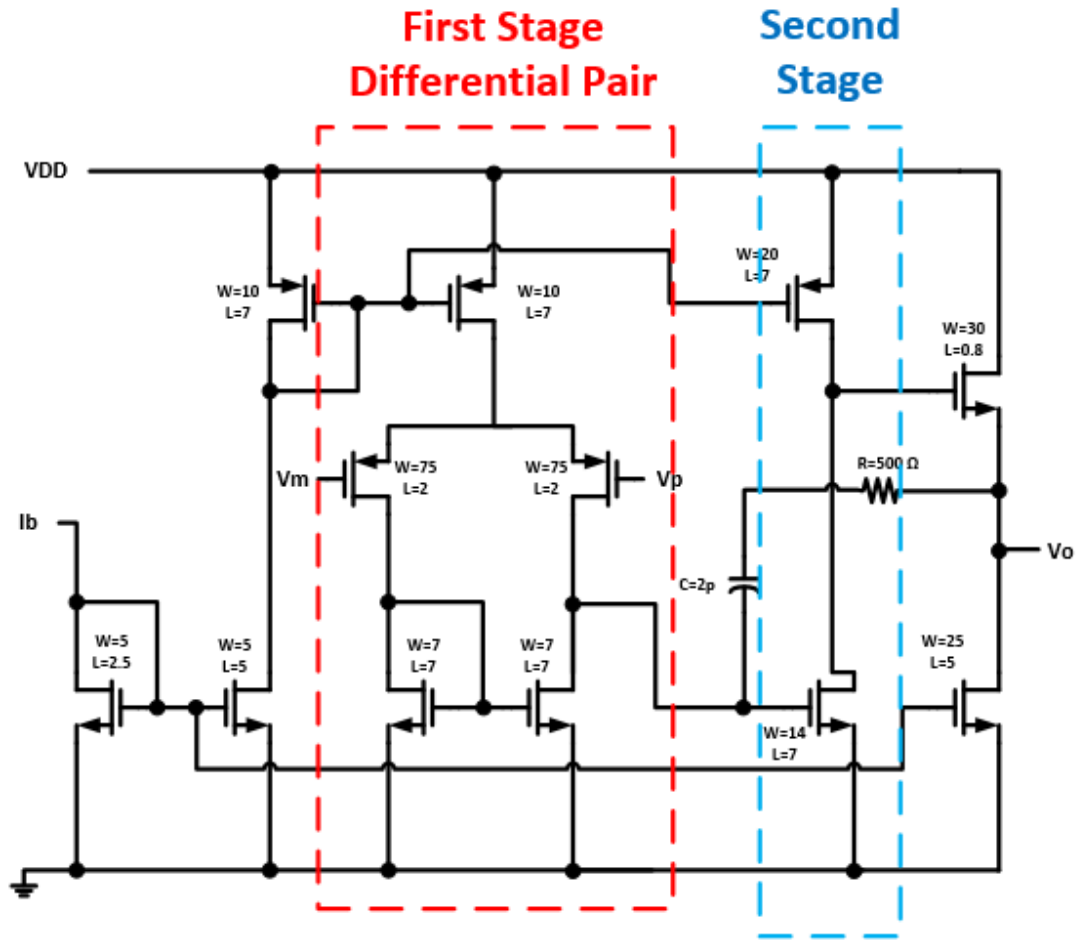 First Stage
Differential Pair
Second
Stage
VDD
W=10
L=7
W=10
L=7
W=20
L=7
W=30
L=0.8
Vm
W=75
L=2
W=75
L=2
Vp
R=500 Ω
Ib
Vo
C=2p
W=5
L=2.5
W=5
L=5
W=7
L=7
W=7
L=7
W=25
L=5
W=14
L=7